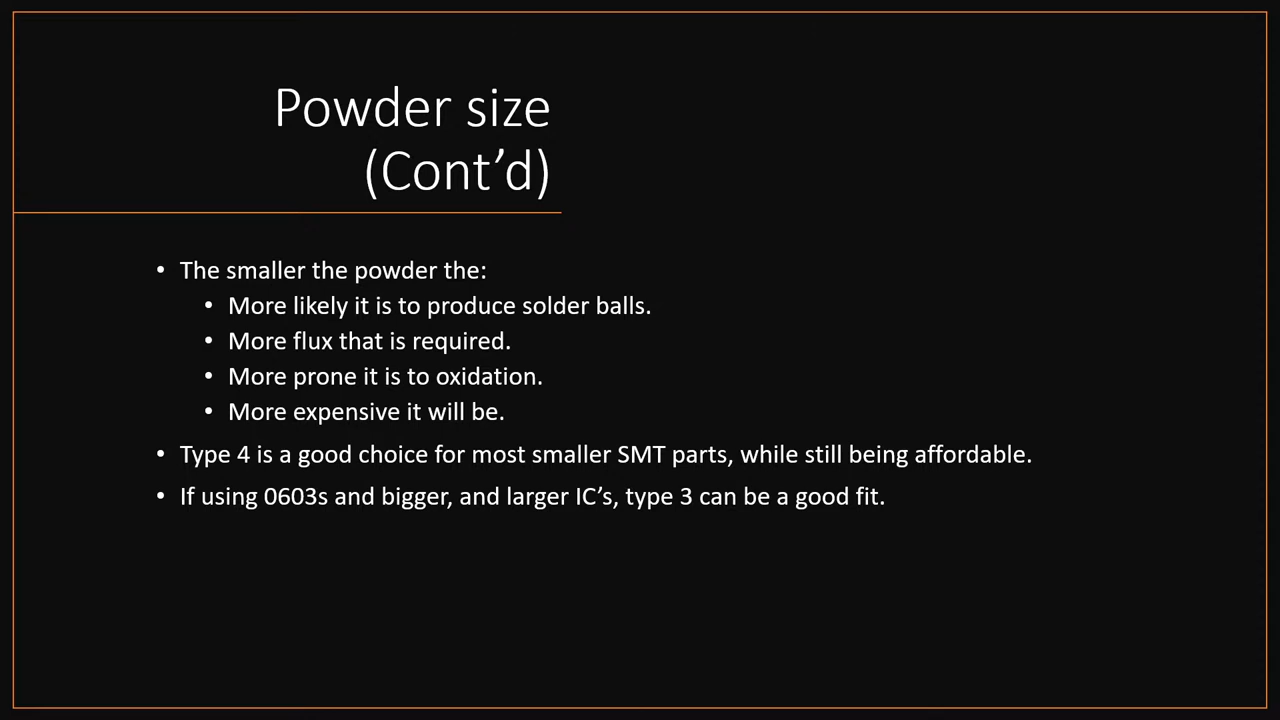 Powder size
(Cont’d)
• The smaller the powder the:
• More likely it is to produce solder balls.
• More flux that is required.
• More prone it is to oxidation.
• More expensive it will be.
• Type 4 is a good choice for most smaller SMT parts, while still being affordable.
• If using 0603s and bigger, and larger IC’s, type 3 can be a good fit.